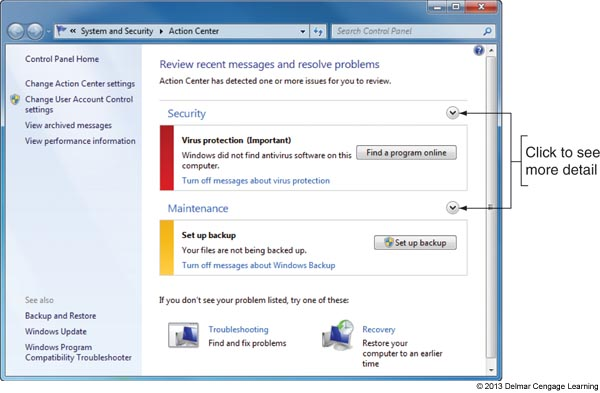 « System and Security ▸ Action Center
Search Control Panel
Control Panel Home
Change Action Center settings
Change User Account Control
settings
View archived messages
View performance information
See also
Backup and Restore
Windows Update
Windows Program
Compatibility Troubleshooter
Review recent messages and resolve problems
Action Center has detected one or more issues for you to review.
Security
Virus protection (Important)
Windows did not find antivirus software on this
computer.
Find a program online
Turn off messages about virus protection
Maintenance
Set up backup
Your files are not being backed up.
Set up backup
Turn off messages about Windows Backup
If you don't see your problem listed, try one of these:
Troubleshooting
Find and fix problems
Recovery
Restore your
computer to an earlier
time
Click to see
more detail
© 2013 Delmar Cengage Learning